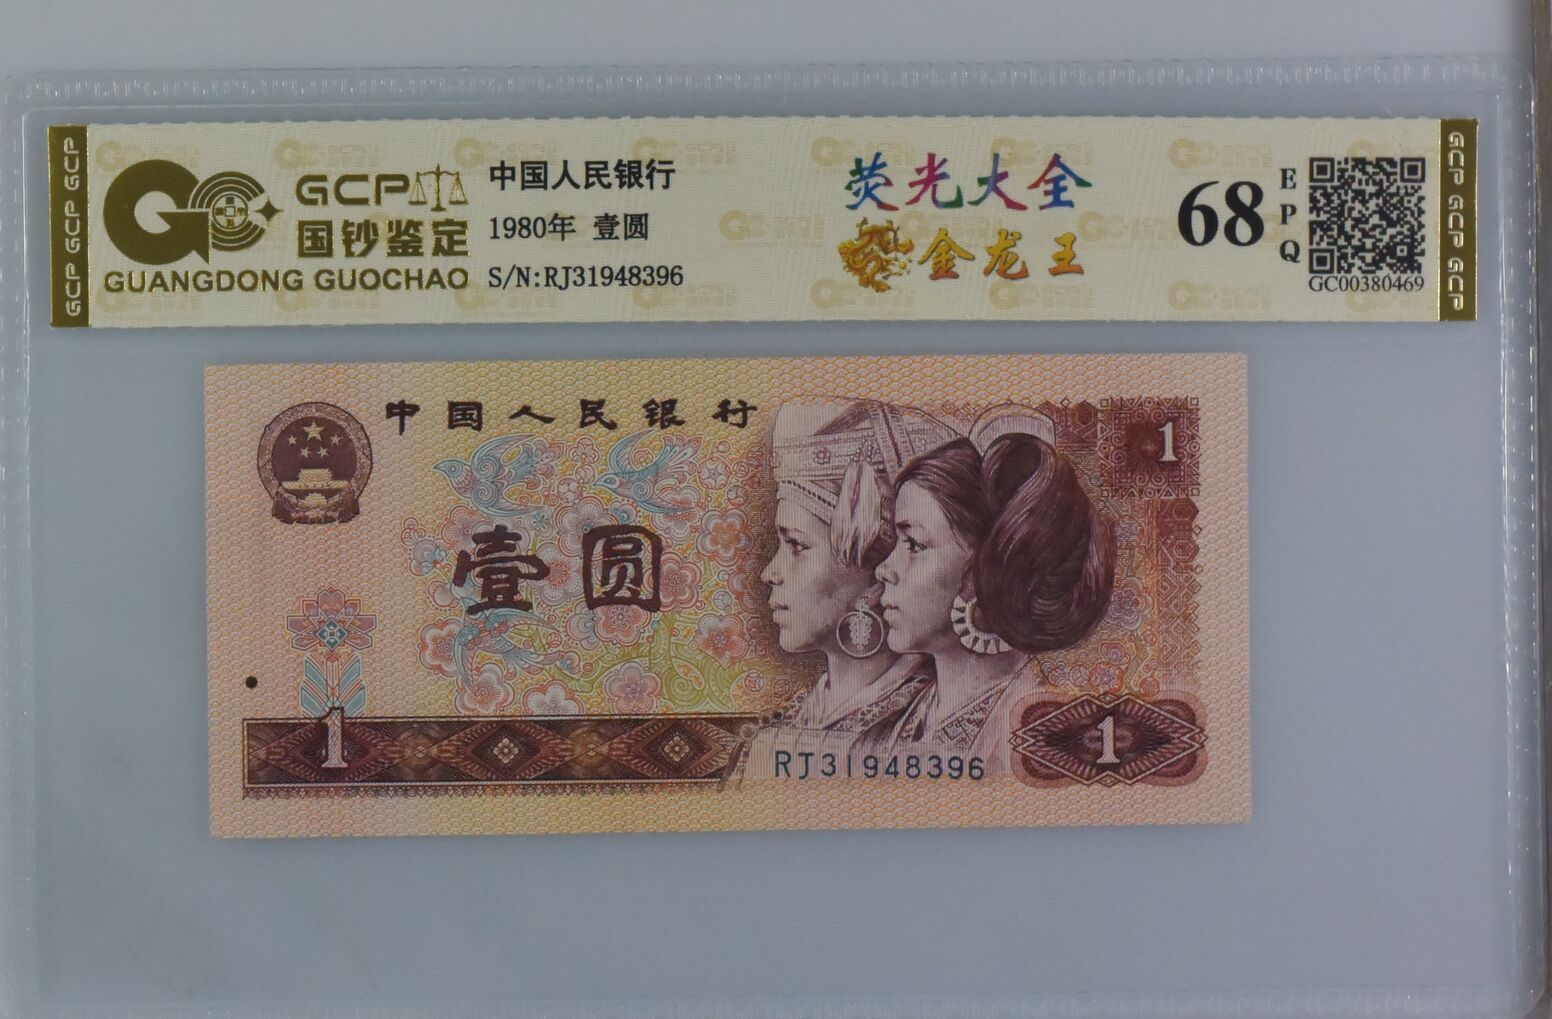 GCP GCP GCP
GCP
国钞鉴定
GUANGDONG GUOCHAO
中国人民银行
1980年 壹圆
S/N:RJ31948396
荧光大全
金龙王
68
EPQ
GC00380469
GCP GCP GCP
中国人民银行
1
壹圆
1
RJ31948396
1